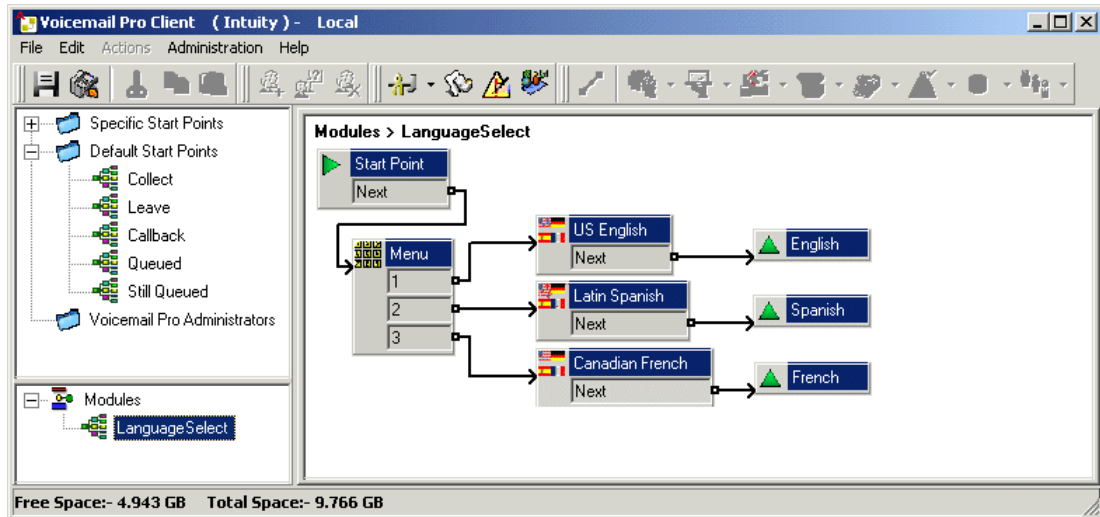 Voicemail Pro Client   ( Intuity ) -   Local
File Edit Actions Administration Help
Specific Start Points
Default Start Points
Collect
Leave
Callback
Queued
Still Queued
Voicemail Pro Administrators
Modules
LanguageSelect
Modules > LanguageSelect
Start Point
Next
Menu
1
2
3
US English
Next
English
Latin Spanish
Next
Spanish
Canadian French
Next
French
Free Space:- 4.943 GB   Total Space:- 9.766 GB